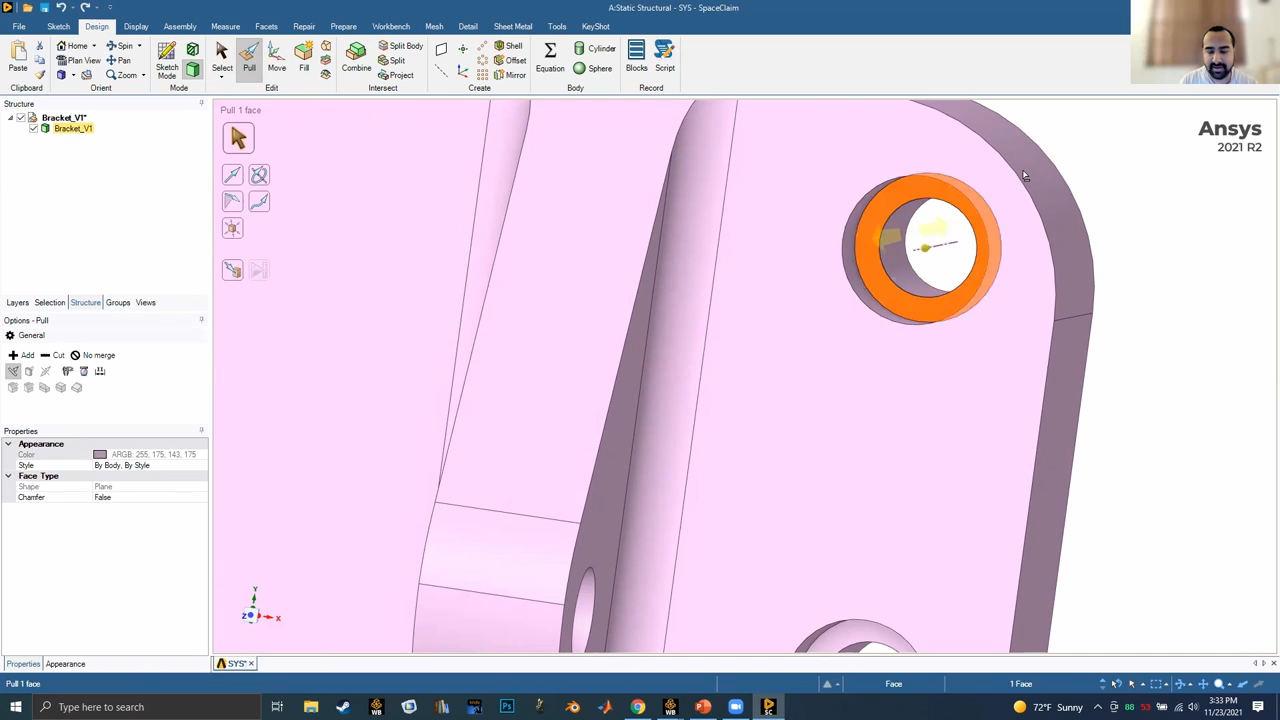 A:Static Structural - SYS - SpaceClaim
File Sketch Design Display Assembly Measure Facets Repair Prepare Workbench Mesh Detail Sheet Metal Tools KeyShot
Home Spin Split Body Shell Cylinder
Plan View Pan Split Offset Sphere
Zoom Project Mirror
Paste Sketch Mode Select Pull Move Fill Combine Equation Blocks Script
Clipboard Orient Mode Edit Intersect Create Body Record
Structure
Pull 1 face
Bracket_V1*
Bracket_V1
Ansys
2021 R2
Layers Selection Structure Groups Views
Options - Pull
General
Add Cut No merge
Properties
Appearance
Color ARGB: 255, 175, 143, 175
Style By Body, By Style
Face Type
Shape Plane
Chamfer False
Y
Z
X
Properties Appearance
SYS*
Pull 1 face
Face
1 Face
Type here to search
WB
WB
SC
72°F Sunny
88 53
3:33 PM
11/23/2021